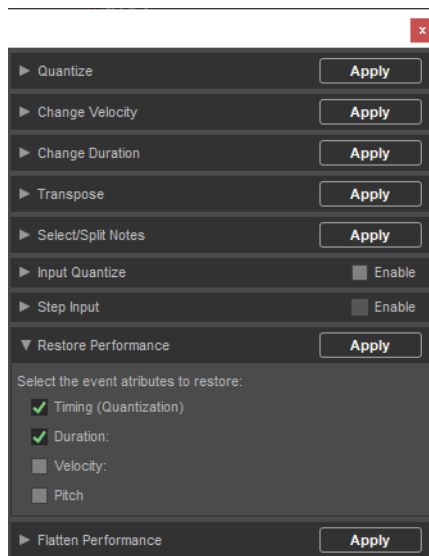 x
Quantize Apply
Change Velocity Apply
Change Duration Apply
Transpose Apply
Select/Split Notes Apply
Input Quantize Enable
Step Input Enable
Restore Performance Apply
Select the event atributes to restore:
Timing (Quantization)
Duration:
Velocity:
Pitch
Flatten Performance Apply